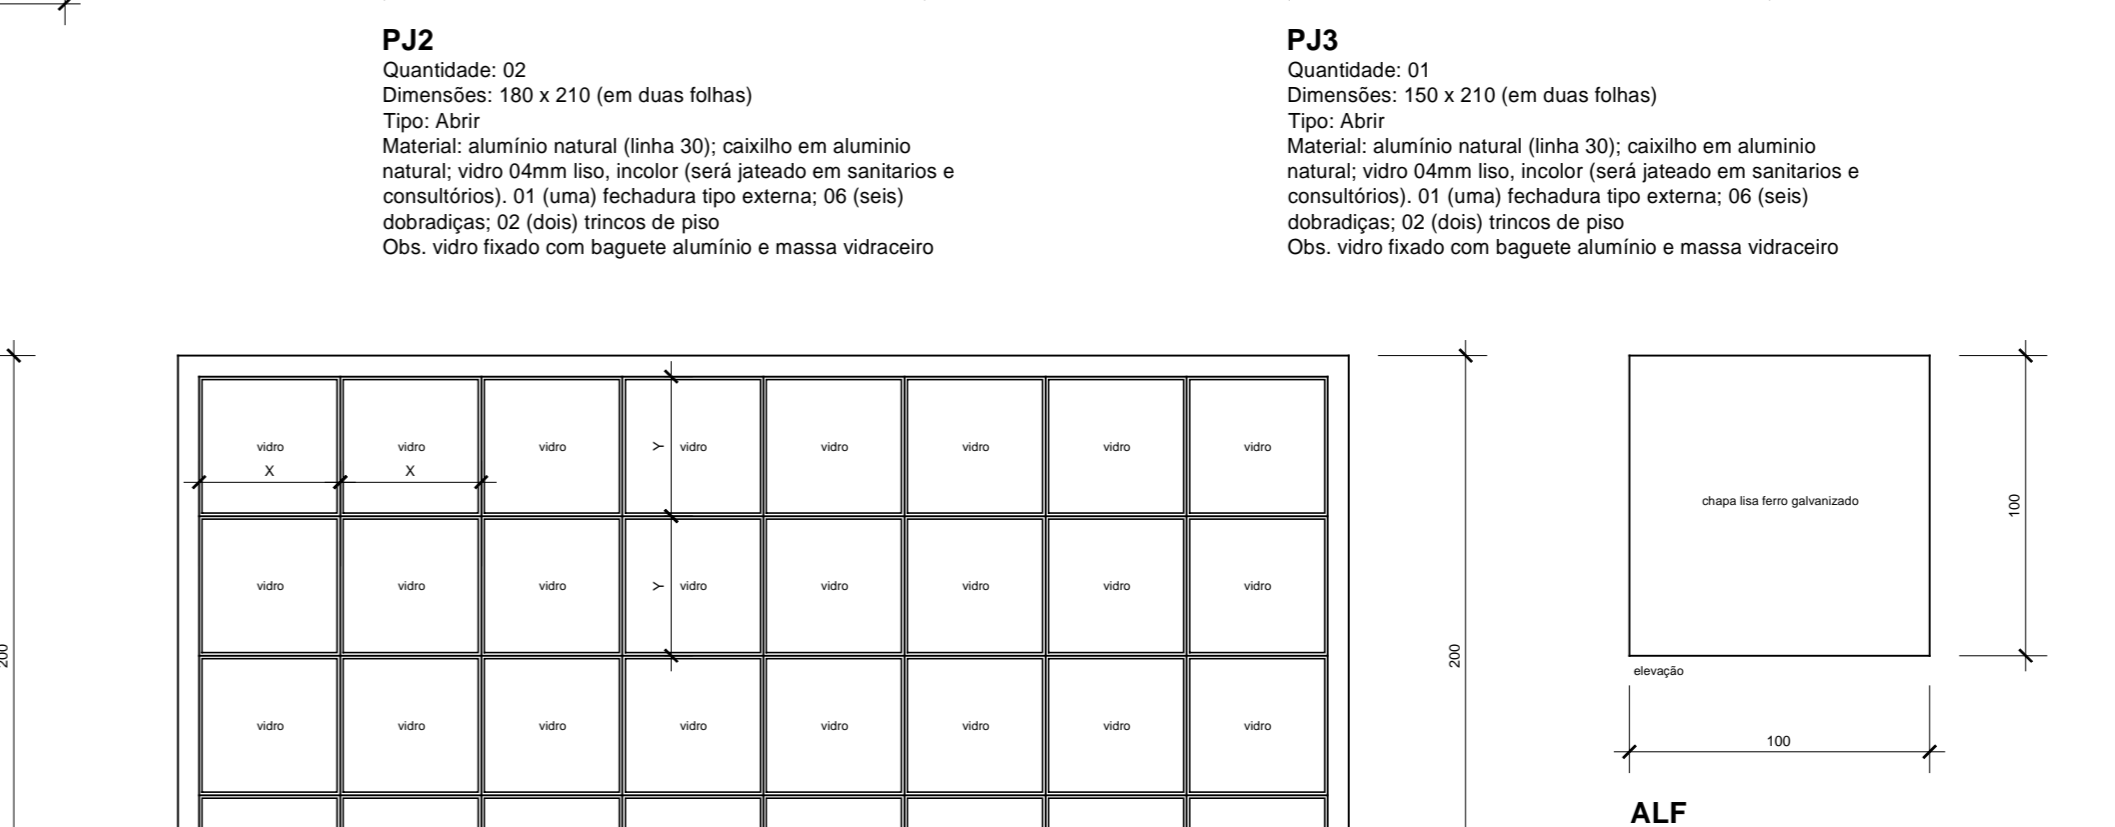 PJ2
Quantidade: 02
Dimensões: 180 x 210 (em duas folhas)
Tipo: Abrir
Material: alumínio natural (linha 30); caixilho em aluminio
natural; vidro 04mm liso, incolor (será jateado em sanitarios e
consultórios). 01 (uma) fechadura tipo externa; 06 (seis)
dobradiças; 02 (dois) trincos de piso
Obs. vidro fixado com baguete alumínio e massa vidraceiro
PJ3
Quantidade: 01
Dimensões: 150 x 210 (em duas folhas)
Tipo: Abrir
Material: alumínio natural (linha 30); caixilho em aluminio
natural; vidro 04mm liso, incolor (será jateado em sanitarios e
consultórios). 01 (uma) fechadura tipo externa; 06 (seis)
dobradiças; 02 (dois) trincos de piso
Obs. vidro fixado com baguete alumínio e massa vidraceiro
200
vidro vidro vidro Y vidro vidro vidro vidro vidro
X X
vidro vidro vidro Y vidro vidro vidro vidro vidro
vidro vidro vidro vidro vidro vidro vidro vidro
200
chapa lisa ferro galvanizado
100
elevação
100
ALF